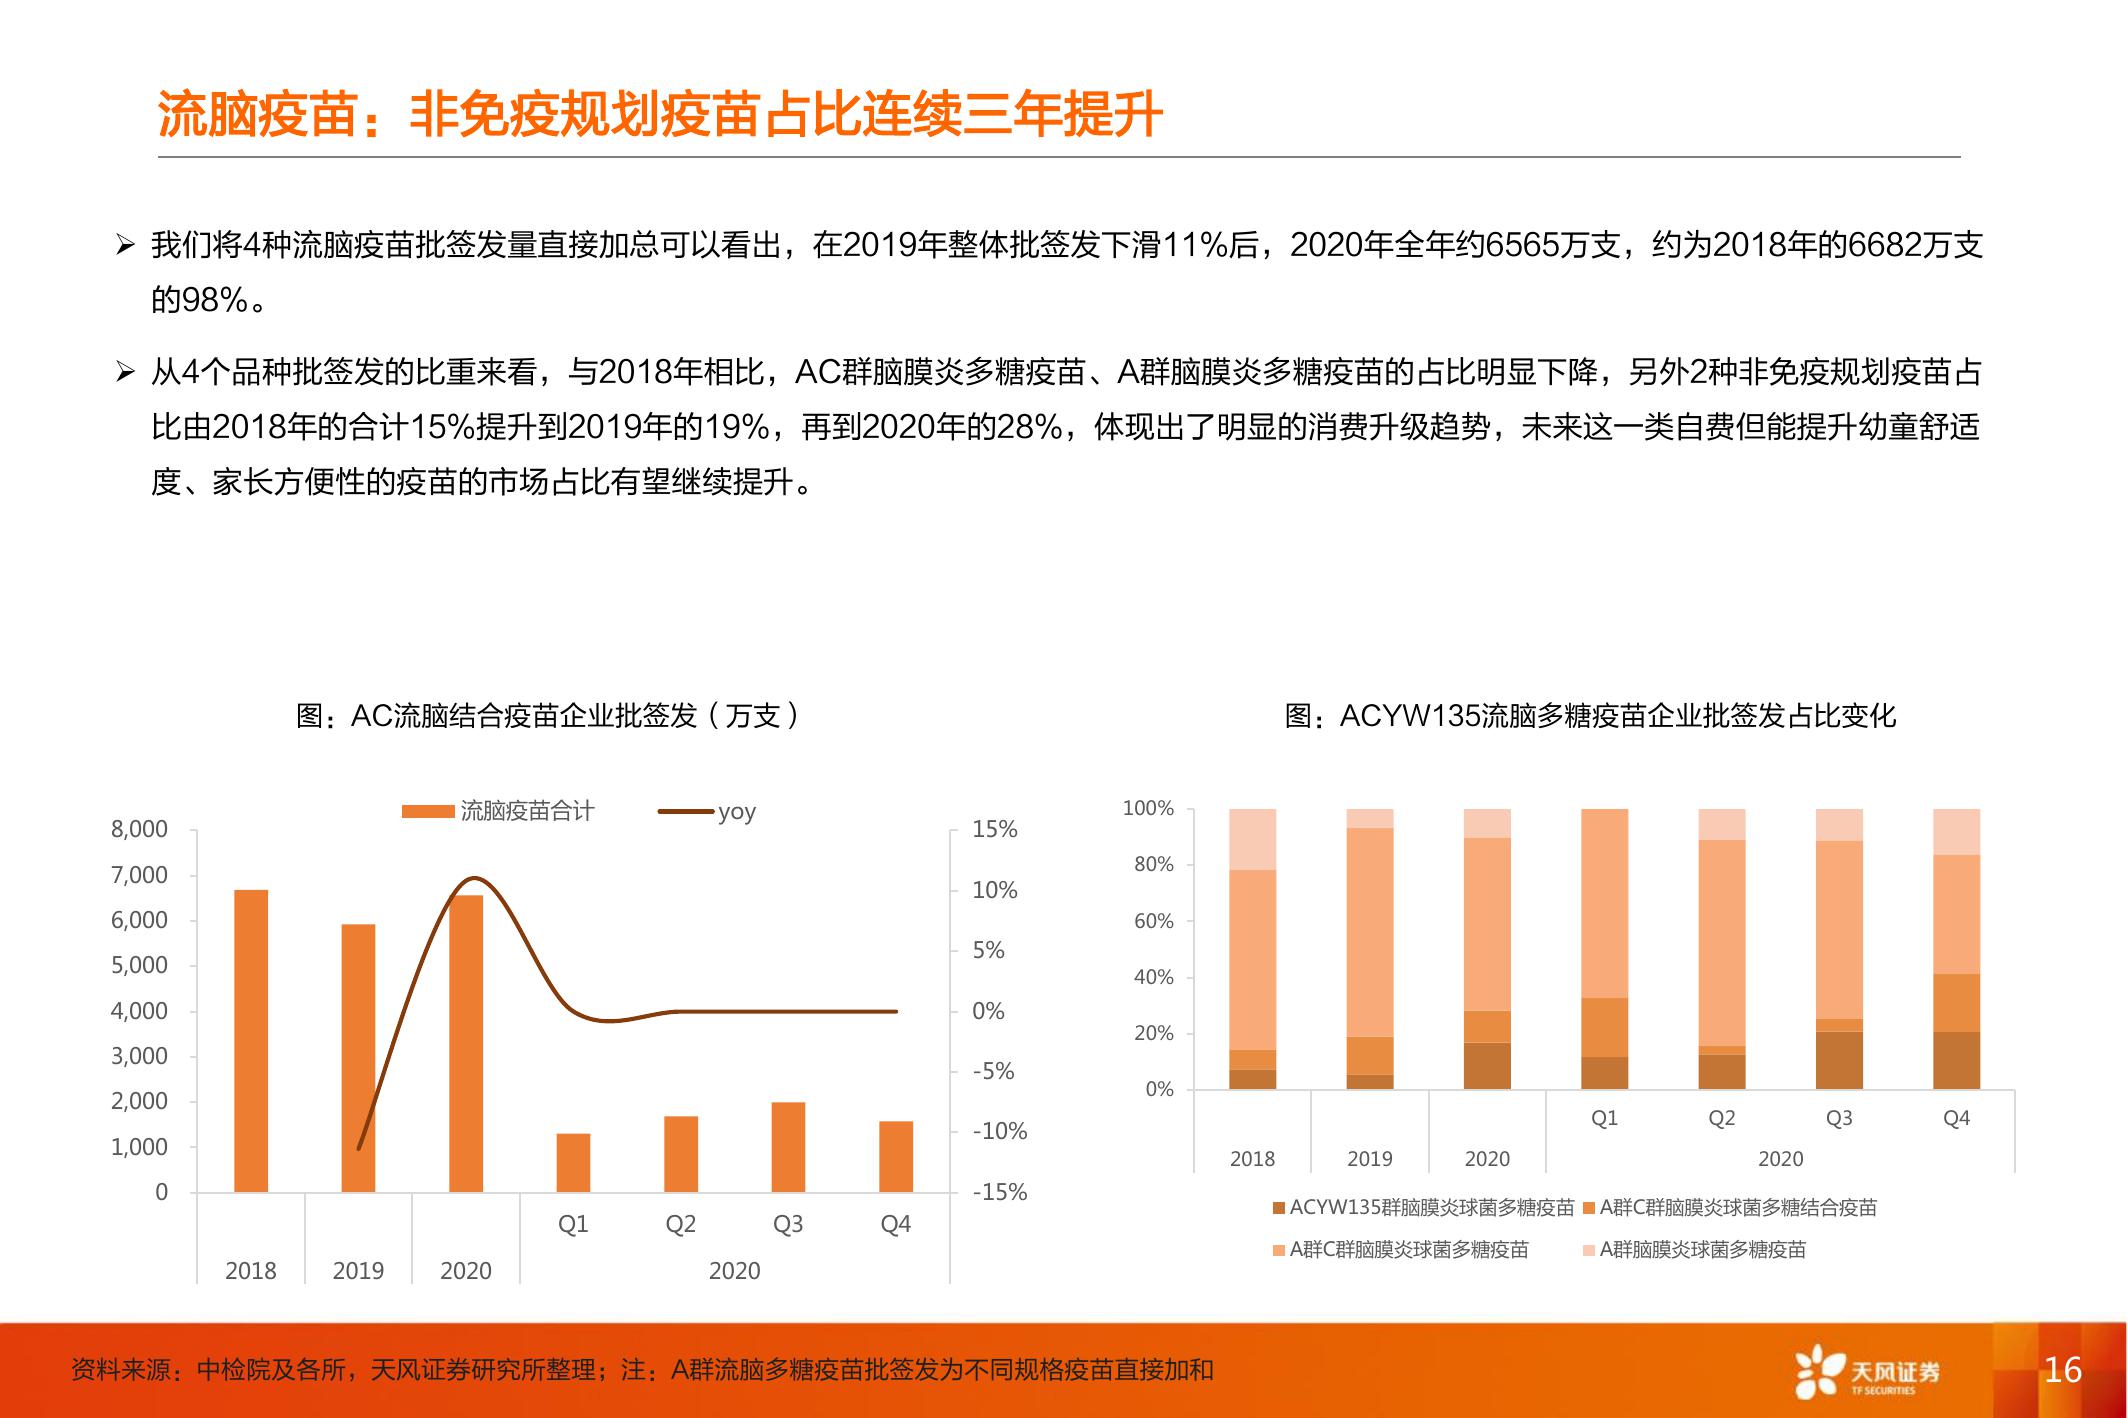 流脑疫苗：非免疫规划疫苗占比连续三年提升
➢ 我们将4种流脑疫苗批签发量直接加总可以看出，在2019年整体批签发下滑11%后，2020年全年约6565万支，约为2018年的6682万支
的98%。
➢ 从4个品种批签发的比重来看，与2018年相比，AC群脑膜炎多糖疫苗、A群脑膜炎多糖疫苗的占比明显下降，另外2种非免疫规划疫苗占
比由2018年的合计15%提升到2019年的19%，再到2020年的28%，体现出了明显的消费升级趋势，未来这一类自费但能提升幼童舒适
度、家长方便性的疫苗的市场占比有望继续提升。
图：AC流脑结合疫苗企业批签发（万支）
流脑疫苗合计 yoy
8,000 15%
7,000
10%
6,000
5%
5,000
4,000 0%
3,000
-5%
2,000
-10%
1,000
0 -15%
Q1 Q2 Q3 Q4
2018 2019 2020 2020
图：ACYW135流脑多糖疫苗企业批签发占比变化
100%
80%
60%
40%
20%
0%
Q1 Q2 Q3 Q4
2018 2019 2020 2020
ACYW135群脑膜炎球菌多糖疫苗 A群C群脑膜炎球菌多糖结合疫苗
A群C群脑膜炎球菌多糖疫苗 A群脑膜炎球菌多糖疫苗
资料来源：中检院及各所，天风证券研究所整理；注：A群流脑多糖疫苗批签发为不同规格疫苗直接加和
天风证券
TF SECURITIES
16